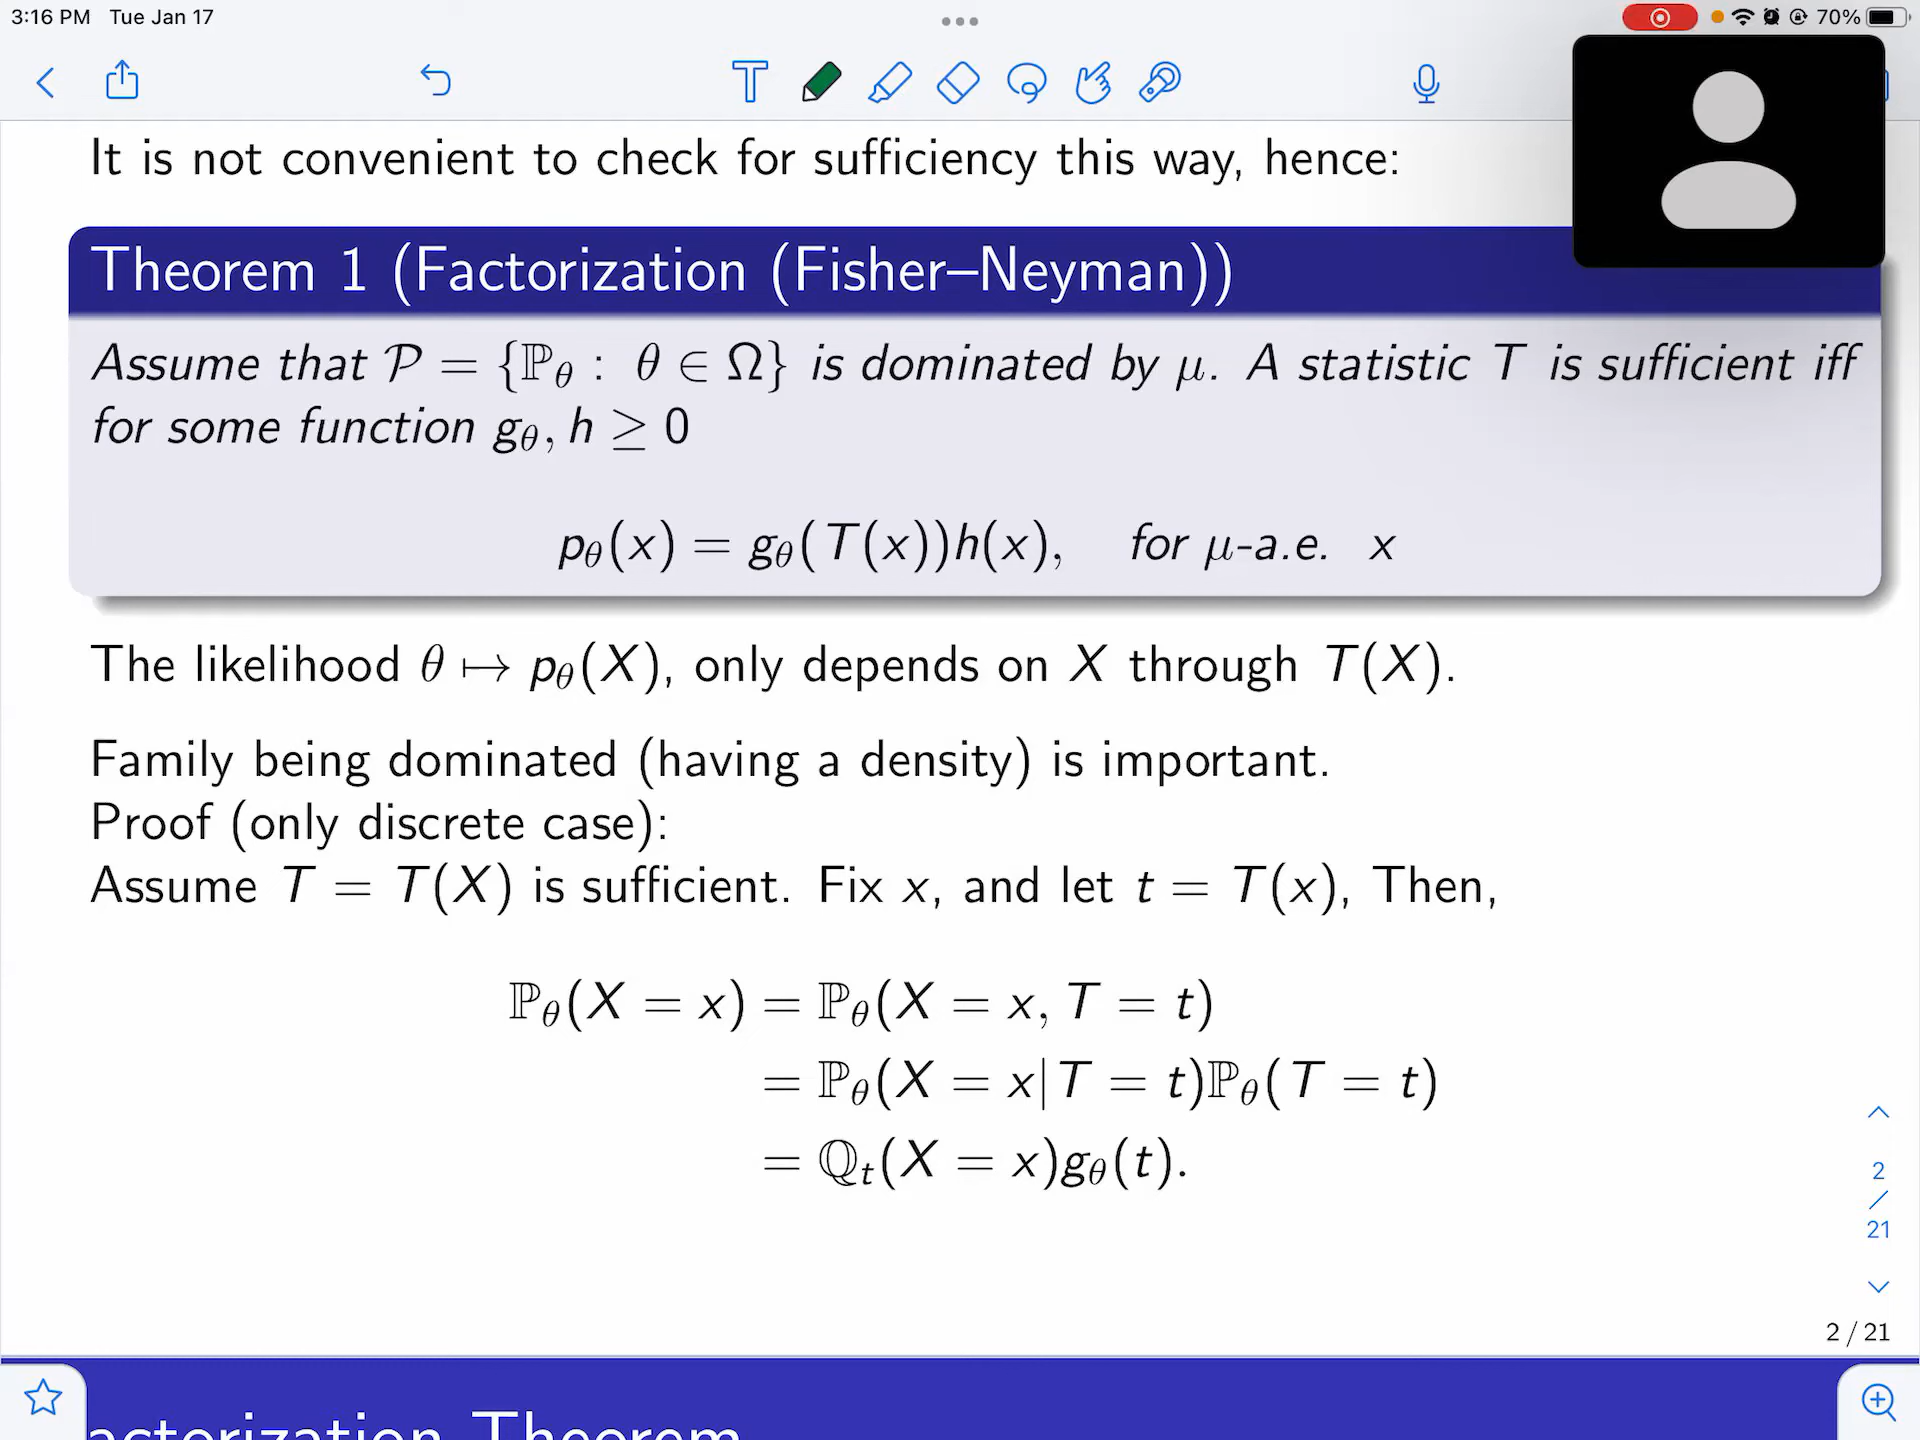 3:16 PM Tue Jan 17
70%
It is not convenient to check for sufficiency this way, hence:
Theorem 1 (Factorization (Fisher–Neyman))
Assume that 𝒫 = {ℙ_θ : θ ∈ Ω} is dominated by μ. A statistic T is sufficient iff
for some function g_θ, h ≥ 0
p_θ(x) = g_θ(T(x))h(x), for μ-a.e. x
The likelihood θ ↦ p_θ(X), only depends on X through T(X).
Family being dominated (having a density) is important.
Proof (only discrete case):
Assume T = T(X) is sufficient. Fix x, and let t = T(x), Then,
ℙ_θ(X = x) = ℙ_θ(X = x, T = t)
= ℙ_θ(X = x|T = t)ℙ_θ(T = t)
= ℚ_t(X = x)g_θ(t).
2
/
21
2 / 21
actorization Theorem